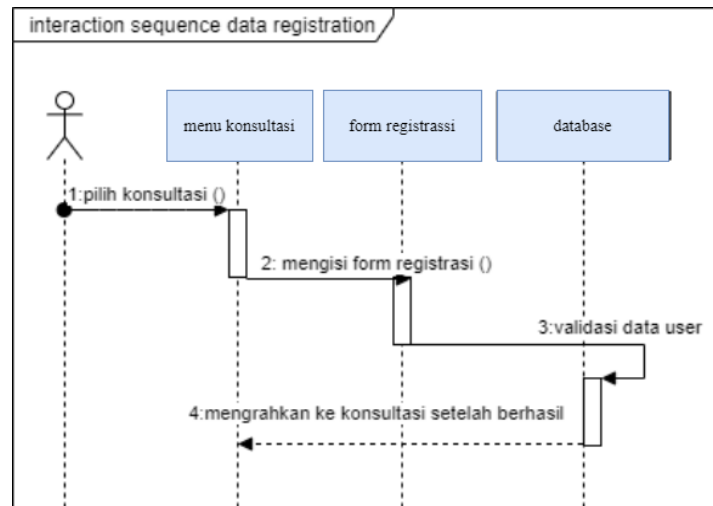 interaction sequence data registration
menu konsultasi
form registrassi
database
1:pilih konsultasi ()
2: mengisi form registrasi ()
3:validasi data user
4:mengrahkan ke konsultasi setelah berhasil